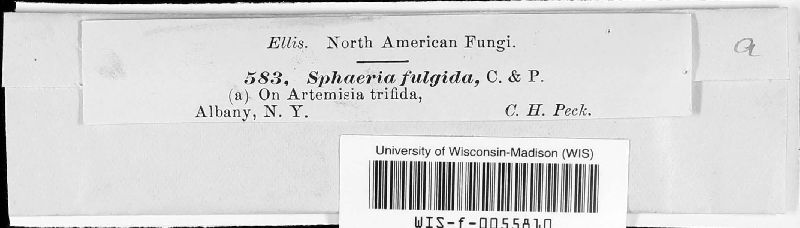 Ellis. North American Fungi.
a
583, Sphaeria fulgida, C. & P.
(a) On Artemisia trifida,
Albany, N. Y. C. H. Peck.
University of Wisconsin-Madison (WIS)
WIS-f-0055810